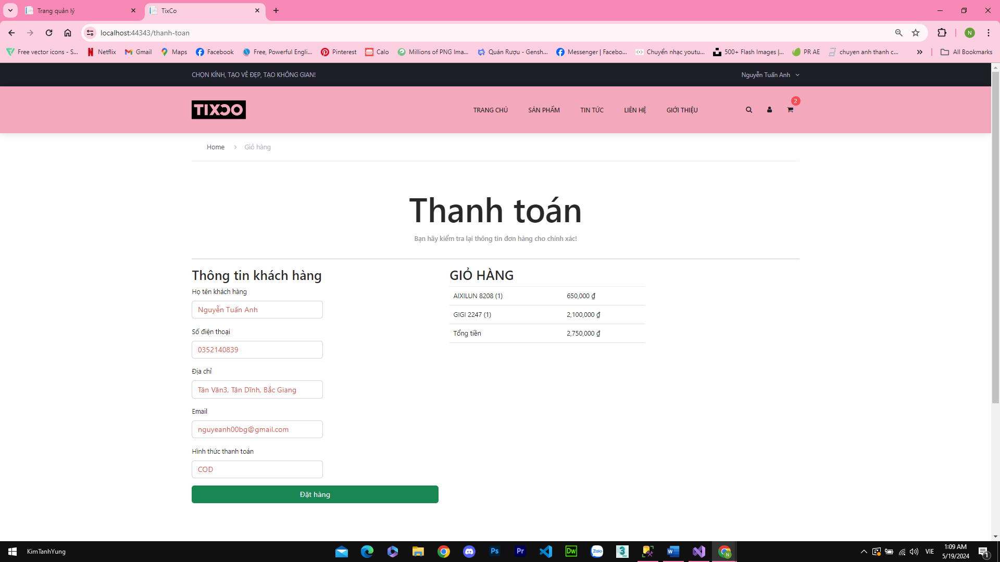 Trang quản lý
TixCo
localhost:44343/thanh-toan
N
Free vector icons - S...
Netflix
Gmail
Maps
Facebook
Free, Powerful Engli...
Pinterest
Calo
Millions of PNG Ima...
Quán Rượu - Gensh...
Messenger | Facebo...
Chuyển nhạc youtu...
500+ Flash Images |...
PR AE
chuyen anh thanh c...
All Bookmarks
CHỌN KÍNH, TẠO VẺ ĐẸP, TẠO KHÔNG GIAN!
Nguyễn Tuấn Anh
TIXCO
TRANG CHỦ
SẢN PHẨM
TIN TỨC
LIÊN HỆ
GIỚI THIỆU
2
Home
Giỏ hàng
Thanh toán
Bạn hãy kiểm tra lại thông tin đơn hàng cho chính xác!
Thông tin khách hàng
Họ tên khách hàng
Nguyễn Tuấn Anh
Số điện thoại
0352140839
Địa chỉ
Tân Văn3, Tân Dĩnh, Bắc Giang
Email
nguyeanh00bg@gmail.com
Hình thức thanh toán
COD
Đặt hàng
GIỎ HÀNG
AIXILUN 8208 (1) 650,000 ₫
GIGI 2247 (1) 2,100,000 ₫
Tổng tiền 2,750,000 ₫
KimTanhYung
Ps
Pr
Dw
Zalo
3
W
N
VIE
1:09 AM
5/19/2024
1